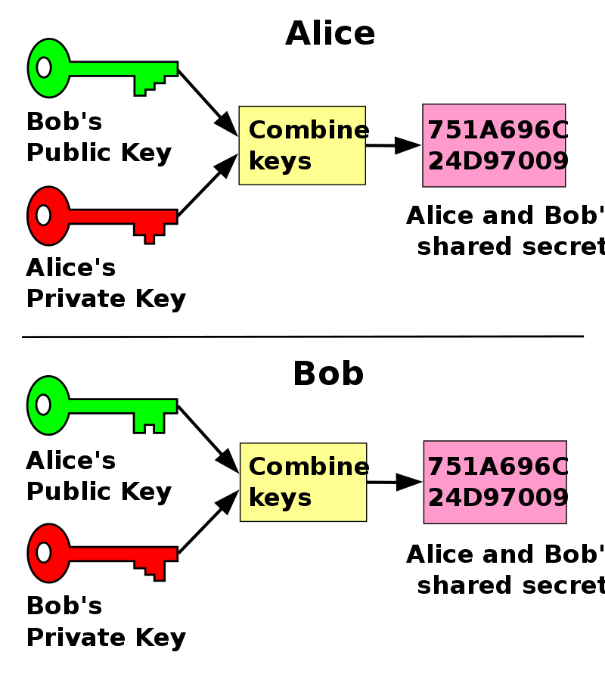 Alice
Bob's
Public Key
Combine
keys
751A696C
24D97009
Alice and Bob'
shared secret
Alice's
Private Key
Bob
Alice's
Public Key
Combine
keys
751A696C
24D97009
Alice and Bob'
shared secret
Bob's
Private Key